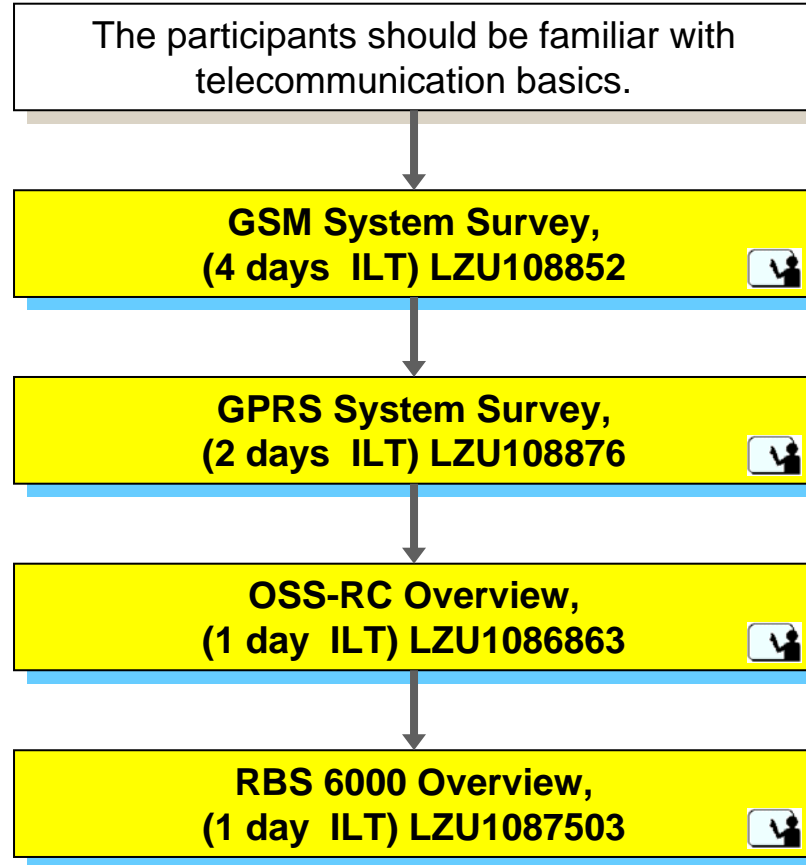 The participants should be familiar with
telecommunication basics.
GSM System Survey,
(4 days ILT) LZU108852
GPRS System Survey,
(2 days ILT) LZU108876
OSS-RC Overview,
(1 day ILT) LZU1086863
RBS 6000 Overview,
(1 day ILT) LZU1087503